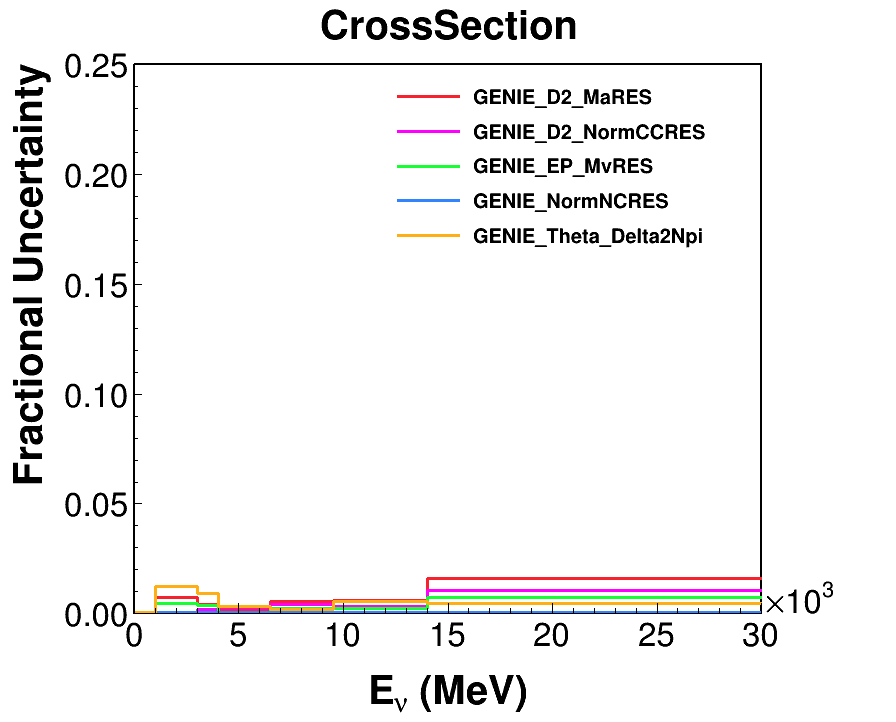 CrossSection
Fractional Uncertainty
0.25
0.20
0.15
0.10
0.05
0.00
GENIE_D2_MaRES
GENIE_D2_NormCCRES
GENIE_EP_MvRES
GENIE_NormNCRES
GENIE_Theta_Delta2Npi
0 5 10 15 20 25 30
×10³
Eν (MeV)